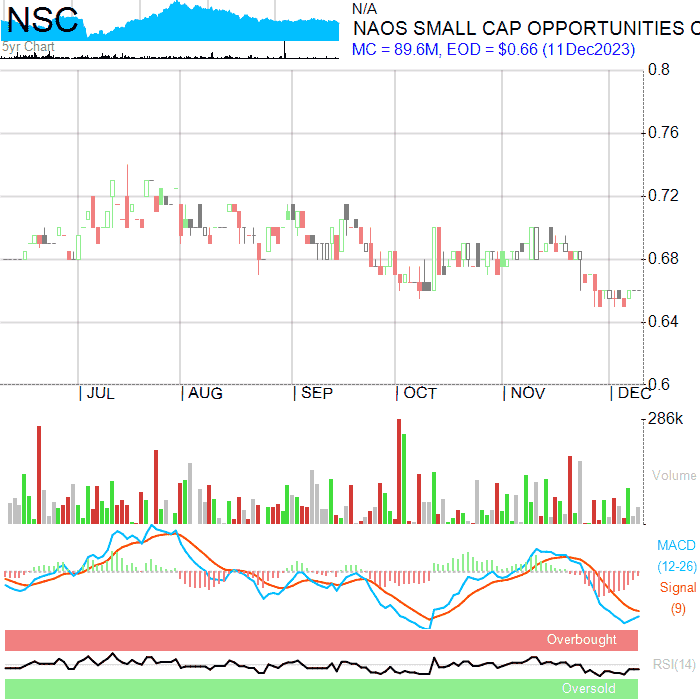 NSC
5yr Chart
N/A
NAOS SMALL CAP OPPORTUNITIES C
MC = 89.6M, EOD = $0.66 (11Dec2023)
0.8
0.76
0.72
0.68
0.64
0.6
JUL AUG SEP OCT NOV DEC
286k
Volume
MACD
(12-26)
Signal
(9)
Overbought
RSI(14)
Oversold